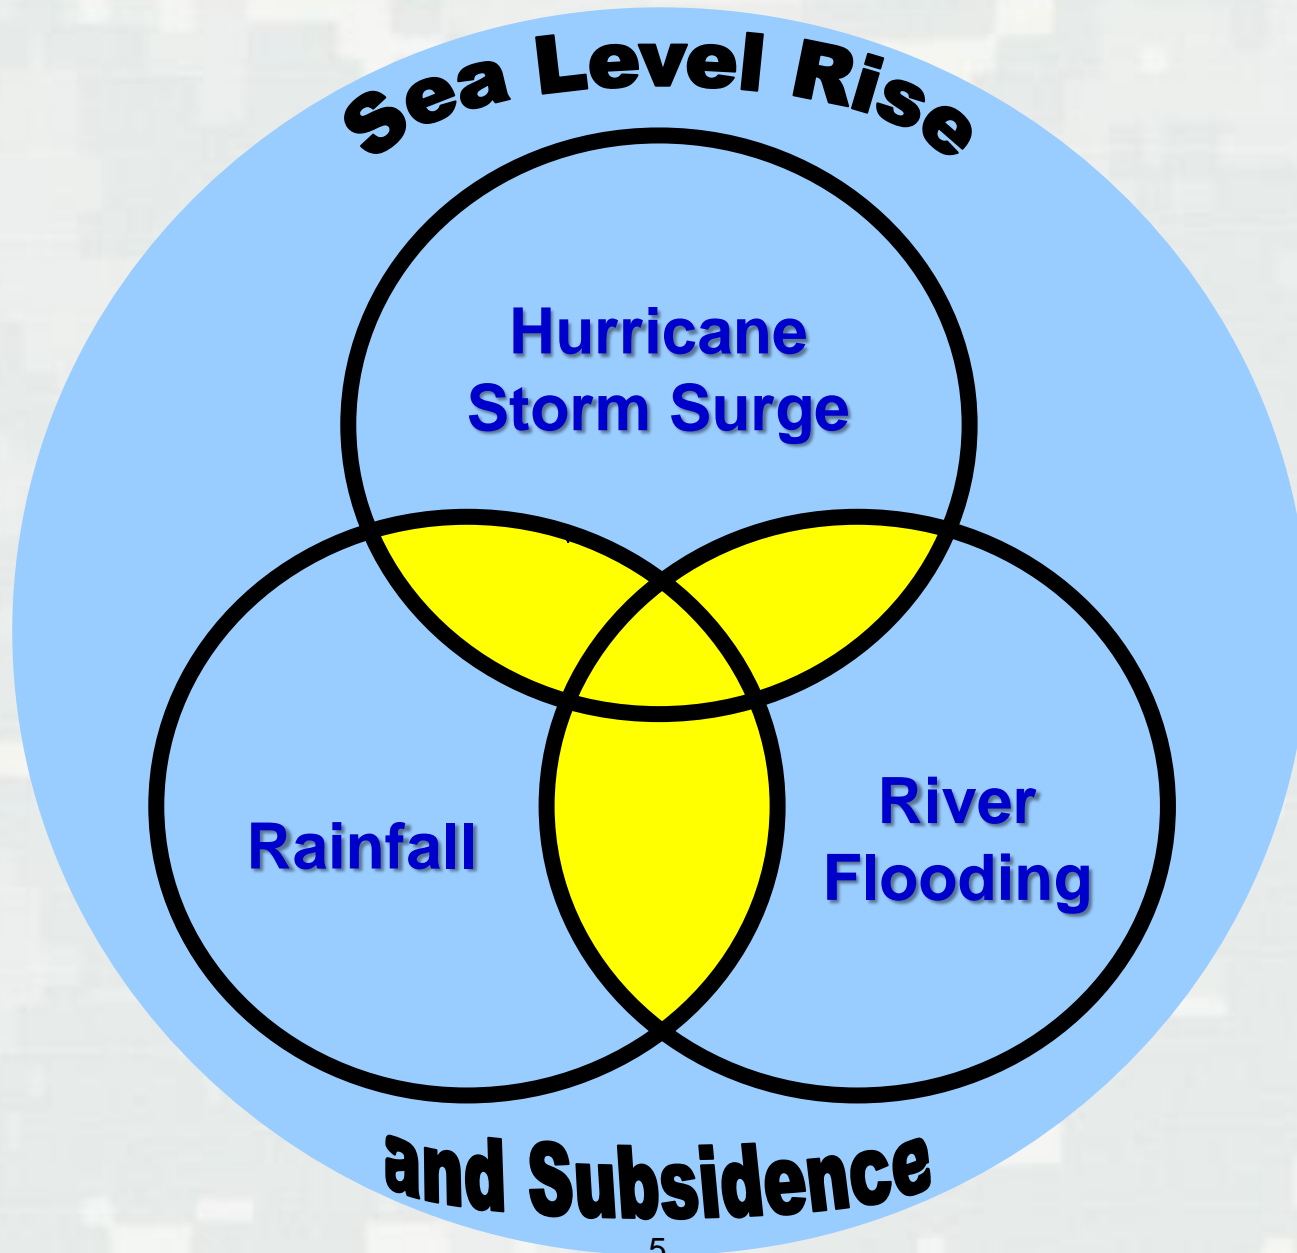 Sea Level Rise
Hurricane
Storm Surge
Rainfall
River
Flooding
and Subsidence
5